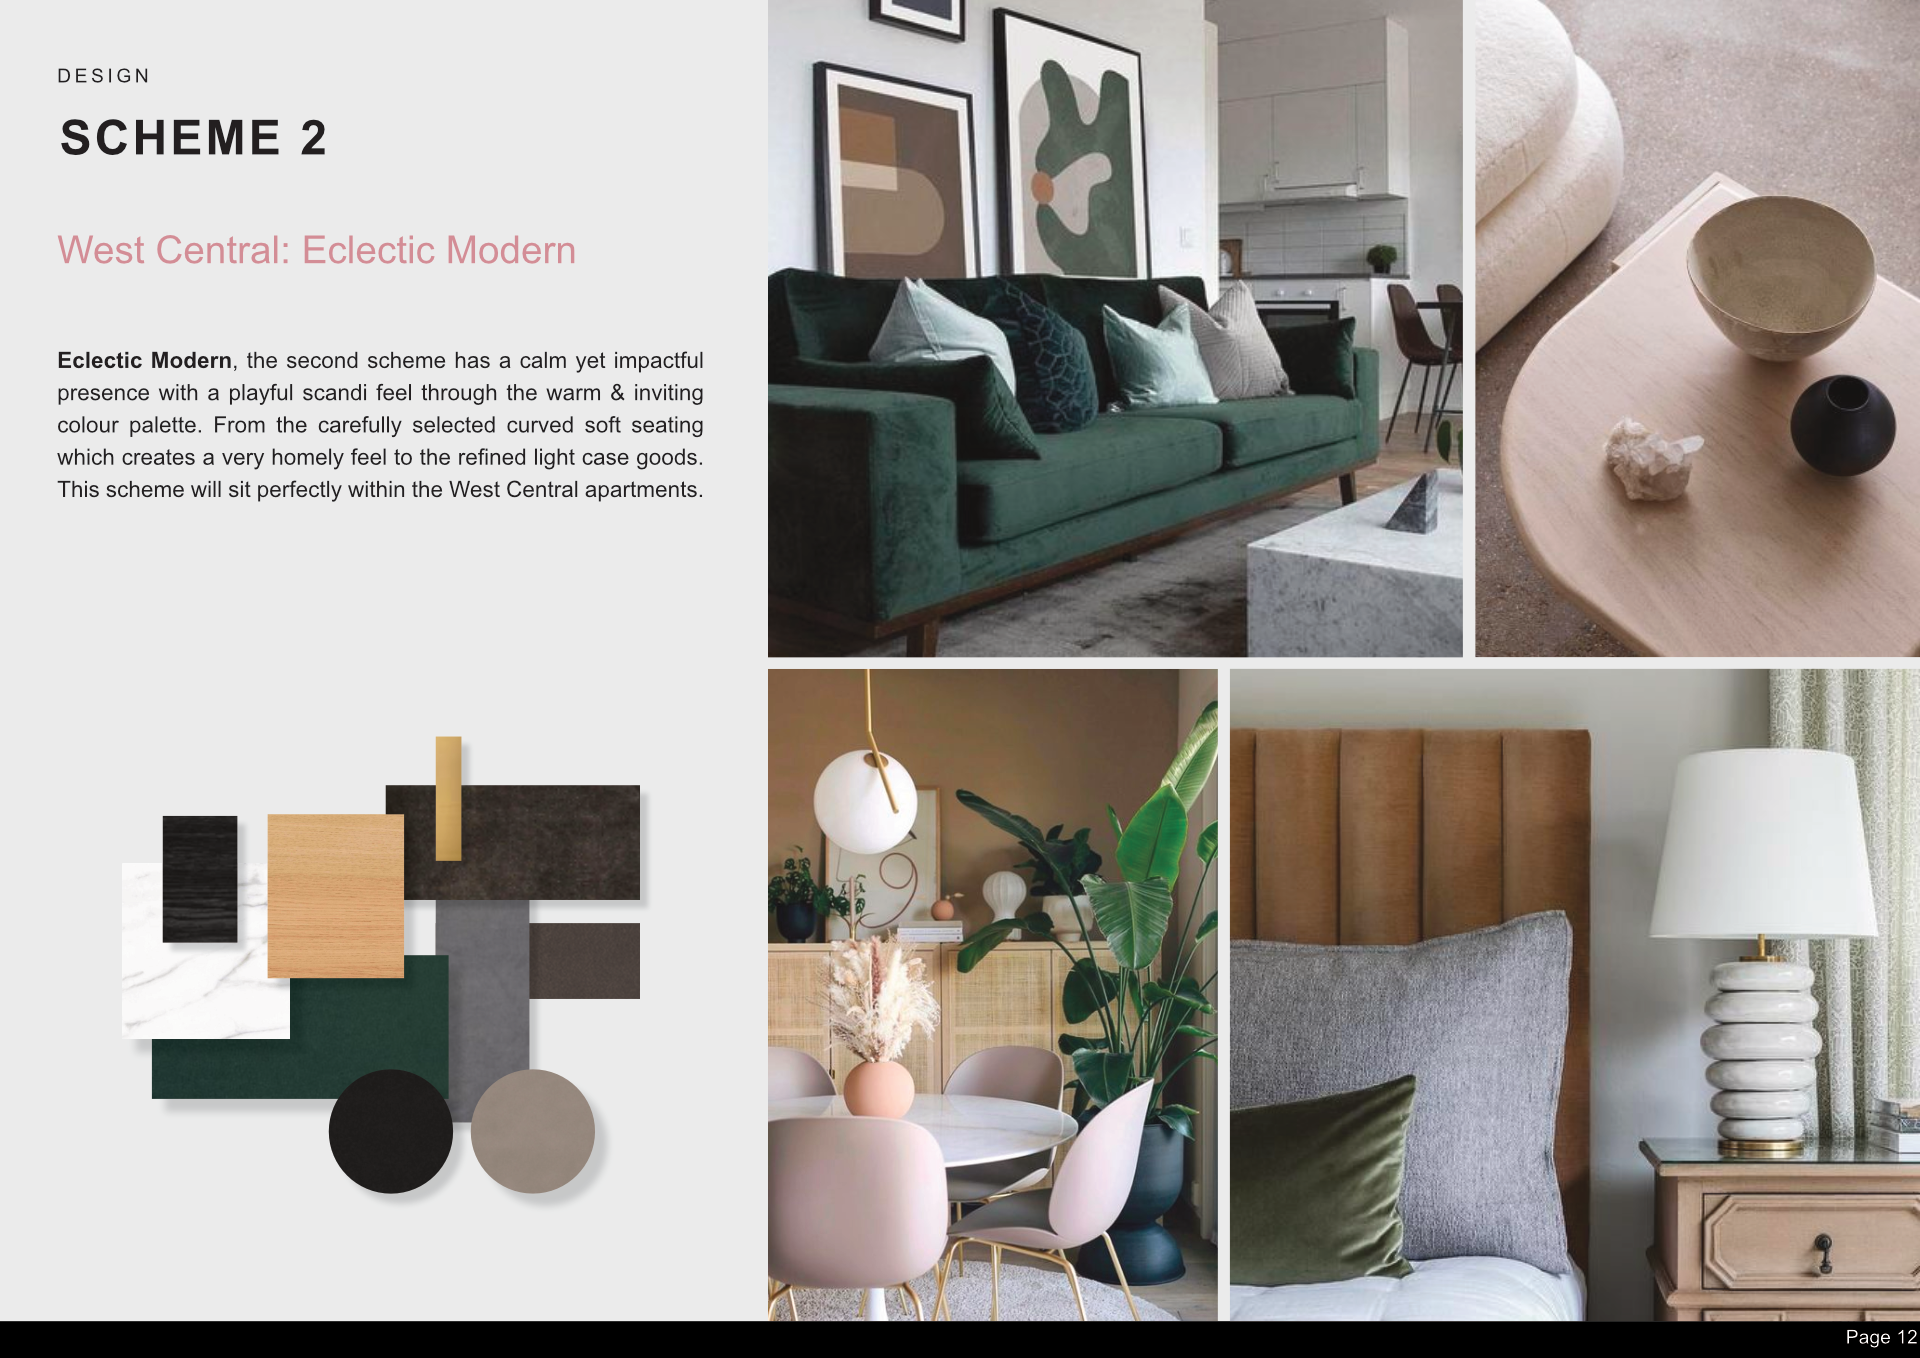 DESIGN
SCHEME 2
West Central: Eclectic Modern
Eclectic Modern, the second scheme has a calm yet impactful
presence with a playful scandi feel through the warm & inviting
colour palette. From the carefully selected curved soft seating
which creates a very homely feel to the refined light case goods.
This scheme will sit perfectly within the West Central apartments.
Page 12